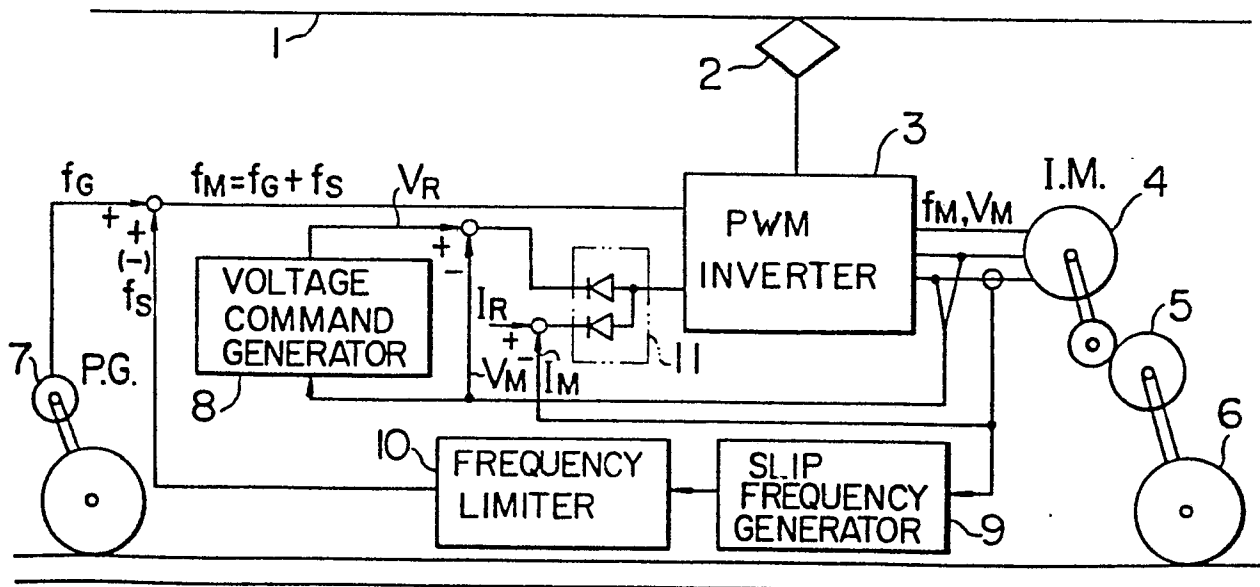 1
2
3
fG
+
+
(-)
fS
fM=fG+fS
VR
I.M.
4
PWM
INVERTER
fM,VM
+
-
VOLTAGE
COMMAND
GENERATOR
8
IR
+
-
IM
VM
11
5
7
P.G.
6
10
FREQUENCY
LIMITER
SLIP
FREQUENCY
GENERATOR
9